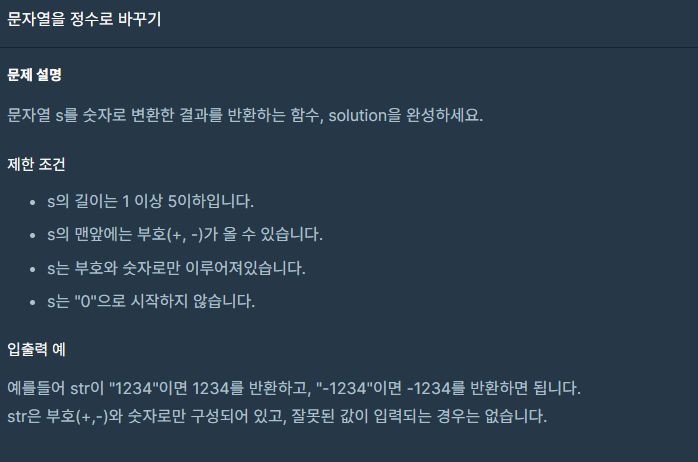 문자열을 정수로 바꾸기
문제 설명
문자열 s를 숫자로 변환한 결과를 반환하는 함수, solution을 완성하세요.
제한 조건
• s의 길이는 1 이상 5이하입니다.
• s의 맨앞에는 부호(+, -)가 올 수 있습니다.
• s는 부호와 숫자로만 이루어져있습니다.
• s는 "0"으로 시작하지 않습니다.
입출력 예
예를들어 str이 "1234"이면 1234를 반환하고, "-1234"이면 -1234를 반환하면 됩니다.
str은 부호(+,-)와 숫자로만 구성되어 있고, 잘못된 값이 입력되는 경우는 없습니다.